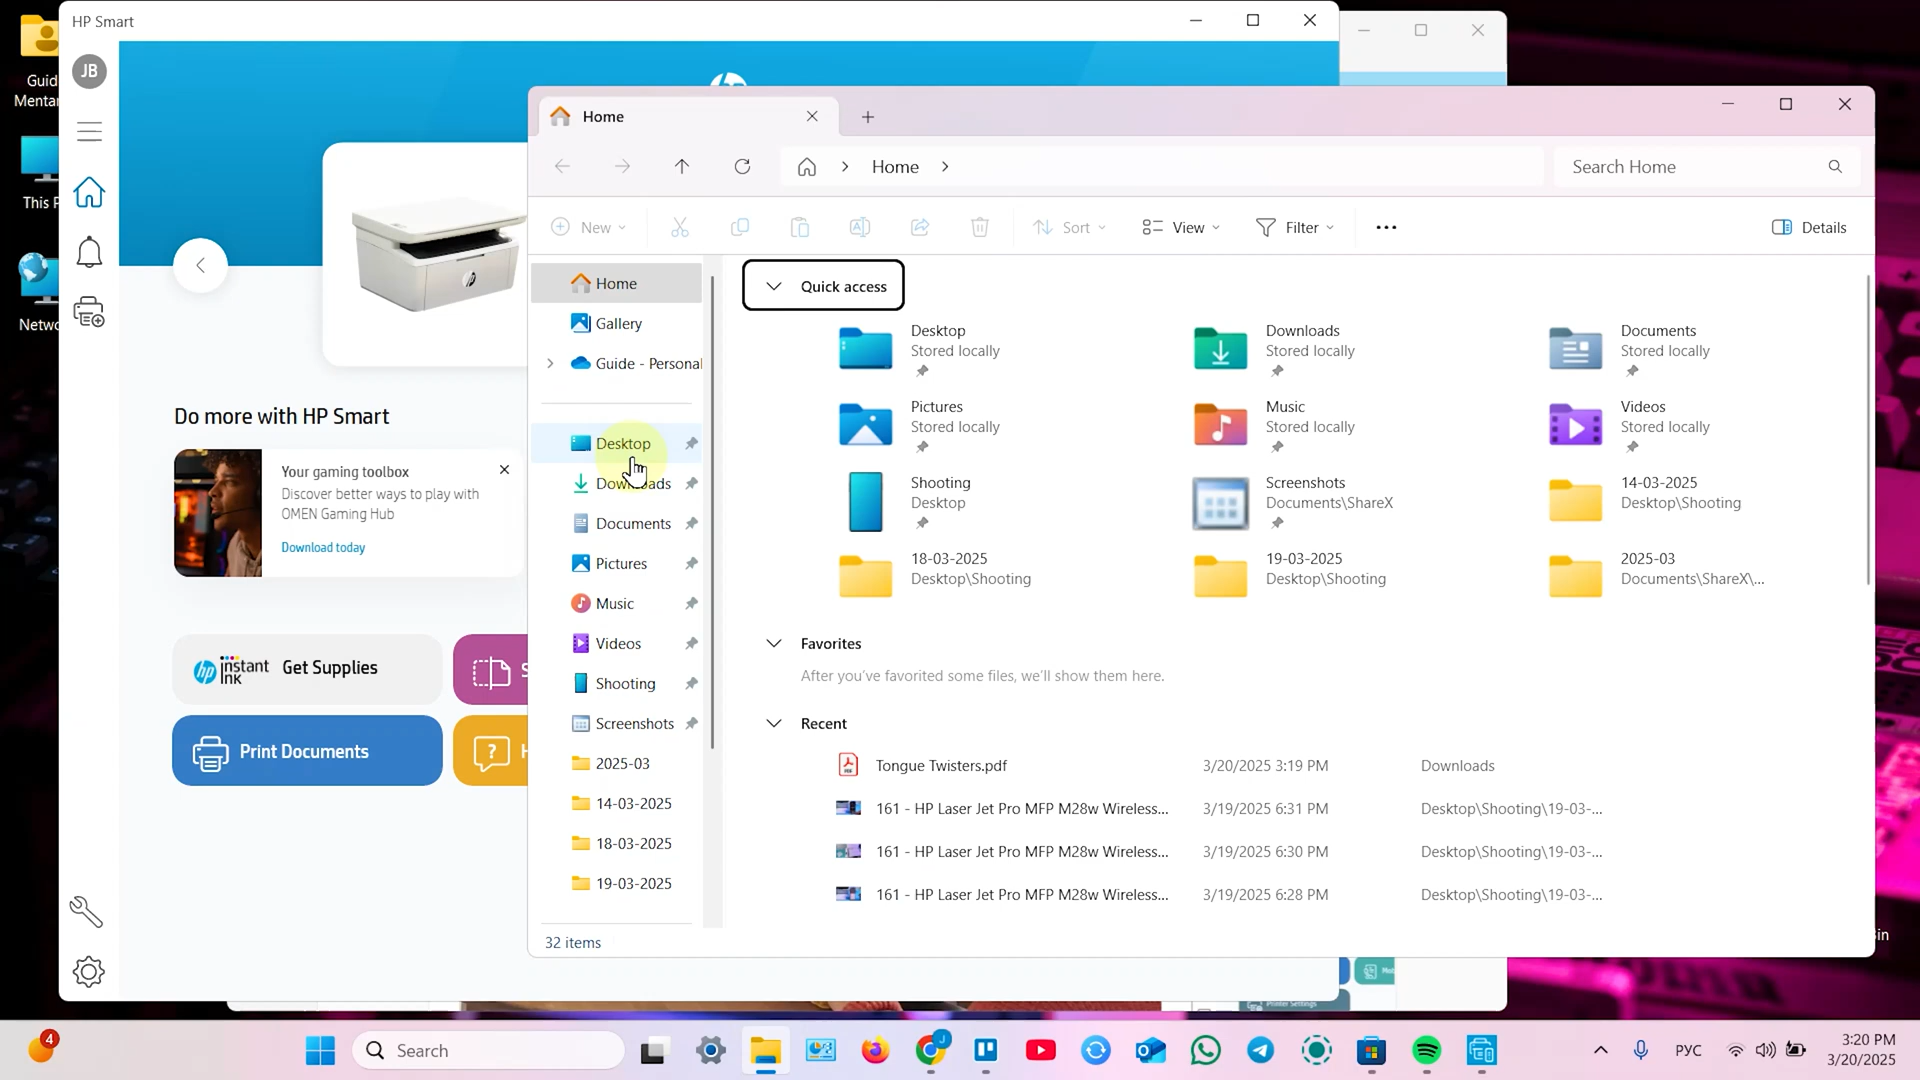 HP Smart
JB
Guid
Mentar
This P
Netwo
Do more with HP Smart
Your gaming toolbox
Discover better ways to play with
OMEN Gaming Hub
Download today
hp instant ink Get Supplies
Print Documents
Home
Home
Search Home
New
Sort
View
Filter
Details
Home
Gallery
Guide - Personal
Desktop
Downloads
Documents
Pictures
Music
Videos
Shooting
Screenshots
2025-03
14-03-2025
18-03-2025
19-03-2025
Quick access
Desktop
Stored locally
Downloads
Stored locally
Documents
Stored locally
Pictures
Stored locally
Music
Stored locally
Videos
Stored locally
Shooting
Desktop
Screenshots
Documents\ShareX
14-03-2025
Desktop\Shooting
18-03-2025
Desktop\Shooting
19-03-2025
Desktop\Shooting
2025-03
Documents\ShareX\...
Favorites
After you've favorited some files, we'll show them here.
Recent
Tongue Twisters.pdf 3/20/2025 3:19 PM Downloads
161 - HP Laser Jet Pro MFP M28w Wireless... 3/19/2025 6:31 PM Desktop\Shooting\19-03-...
161 - HP Laser Jet Pro MFP M28w Wireless... 3/19/2025 6:30 PM Desktop\Shooting\19-03-...
161 - HP Laser Jet Pro MFP M28w Wireless... 3/19/2025 6:28 PM Desktop\Shooting\19-03-...
32 items
in
Printer Settings
4
Search
РУС
3:20 PM
3/20/2025